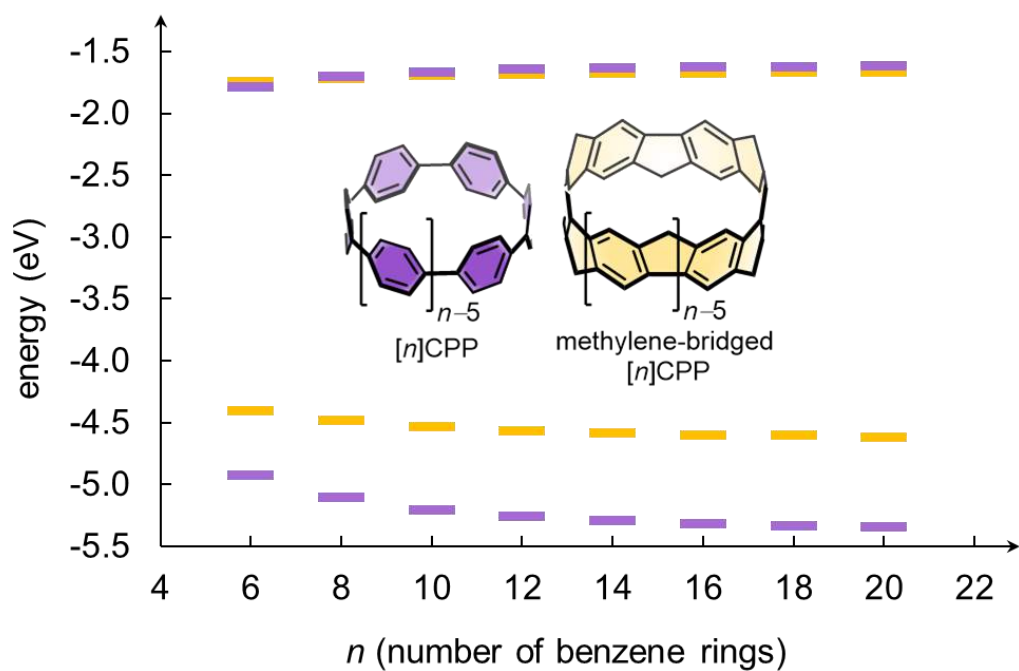 -1.5
-2.0
-2.5
-3.0
-3.5
-4.0
-4.5
-5.0
-5.5
energy (eV)
n–5
n–5
[n]CPP
methylene-bridged
[n]CPP
4 6 8 10 12 14 16 18 20 22
n (number of benzene rings)